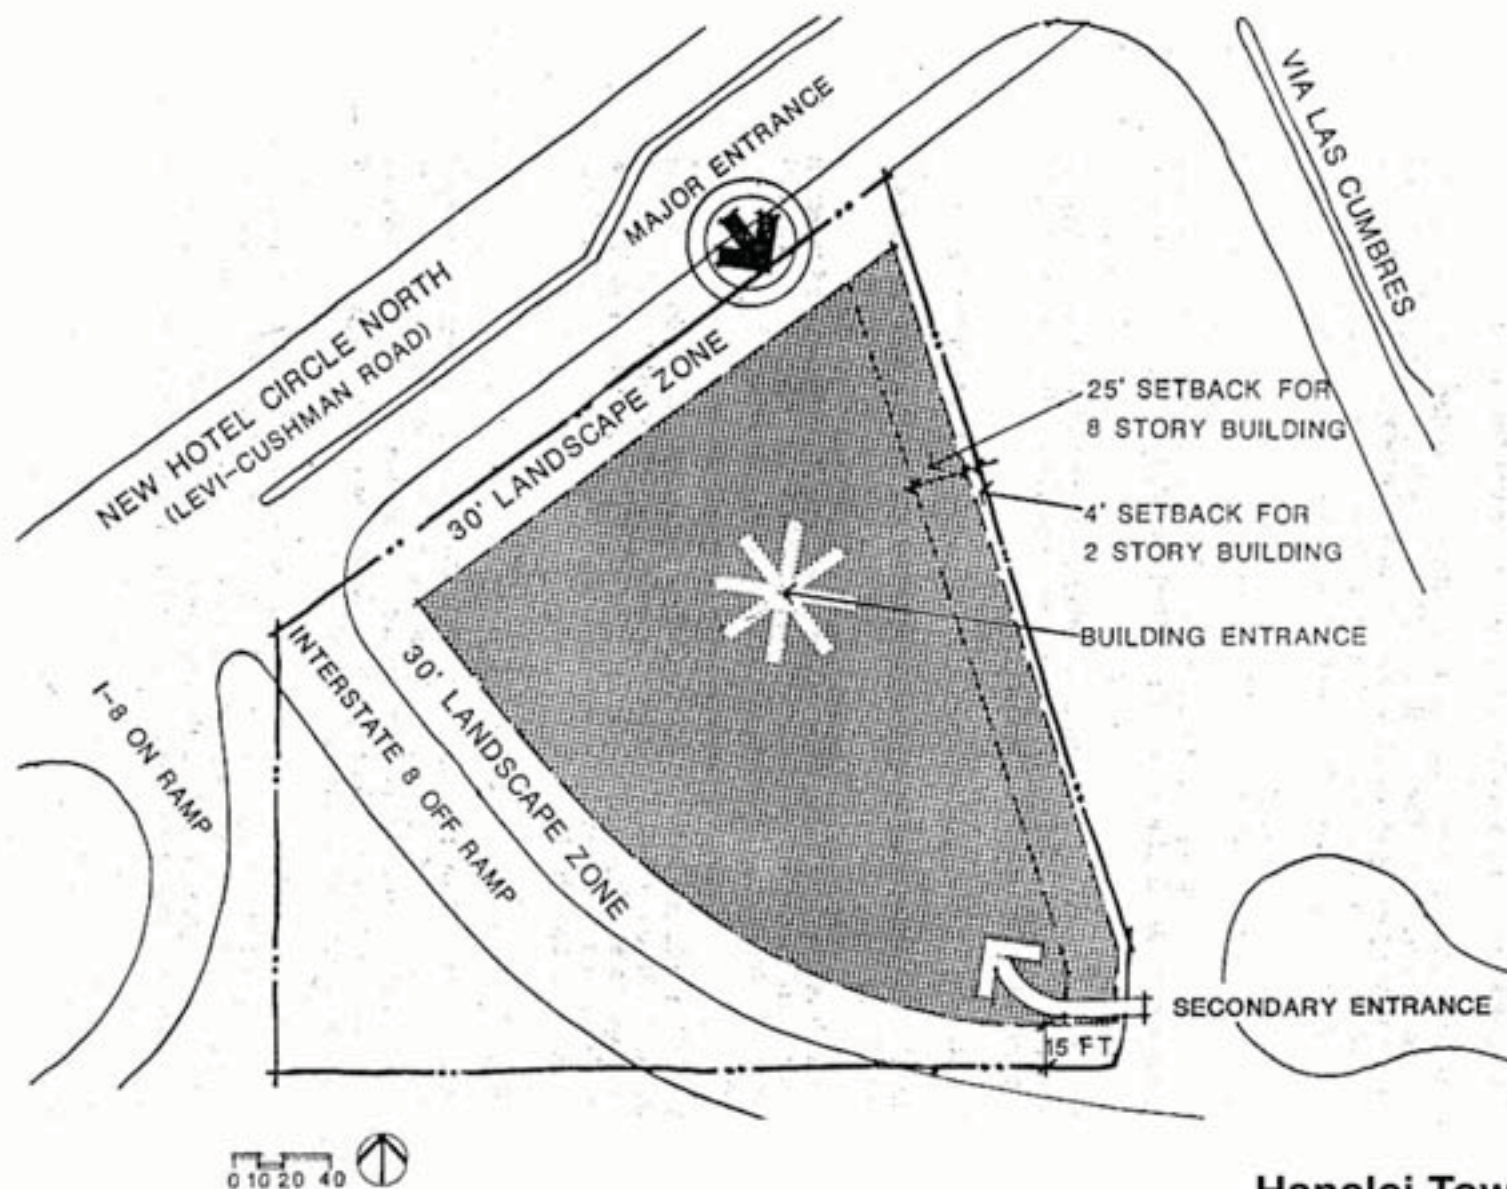 VIA LAS CUMBRES
MAJOR ENTRANCE
NEW HOTEL CIRCLE NORTH
(LEVI-CUSHMAN ROAD)
30' LANDSCAPE ZONE
25' SETBACK FOR
8 STORY BUILDING
4' SETBACK FOR
2 STORY BUILDING
BUILDING ENTRANCE
INTERSTATE 8 OFF RAMP
30' LANDSCAPE ZONE
I-8 ON RAMP
SECONDARY ENTRANCE
15 FT
0 10 20 40
Hanalei